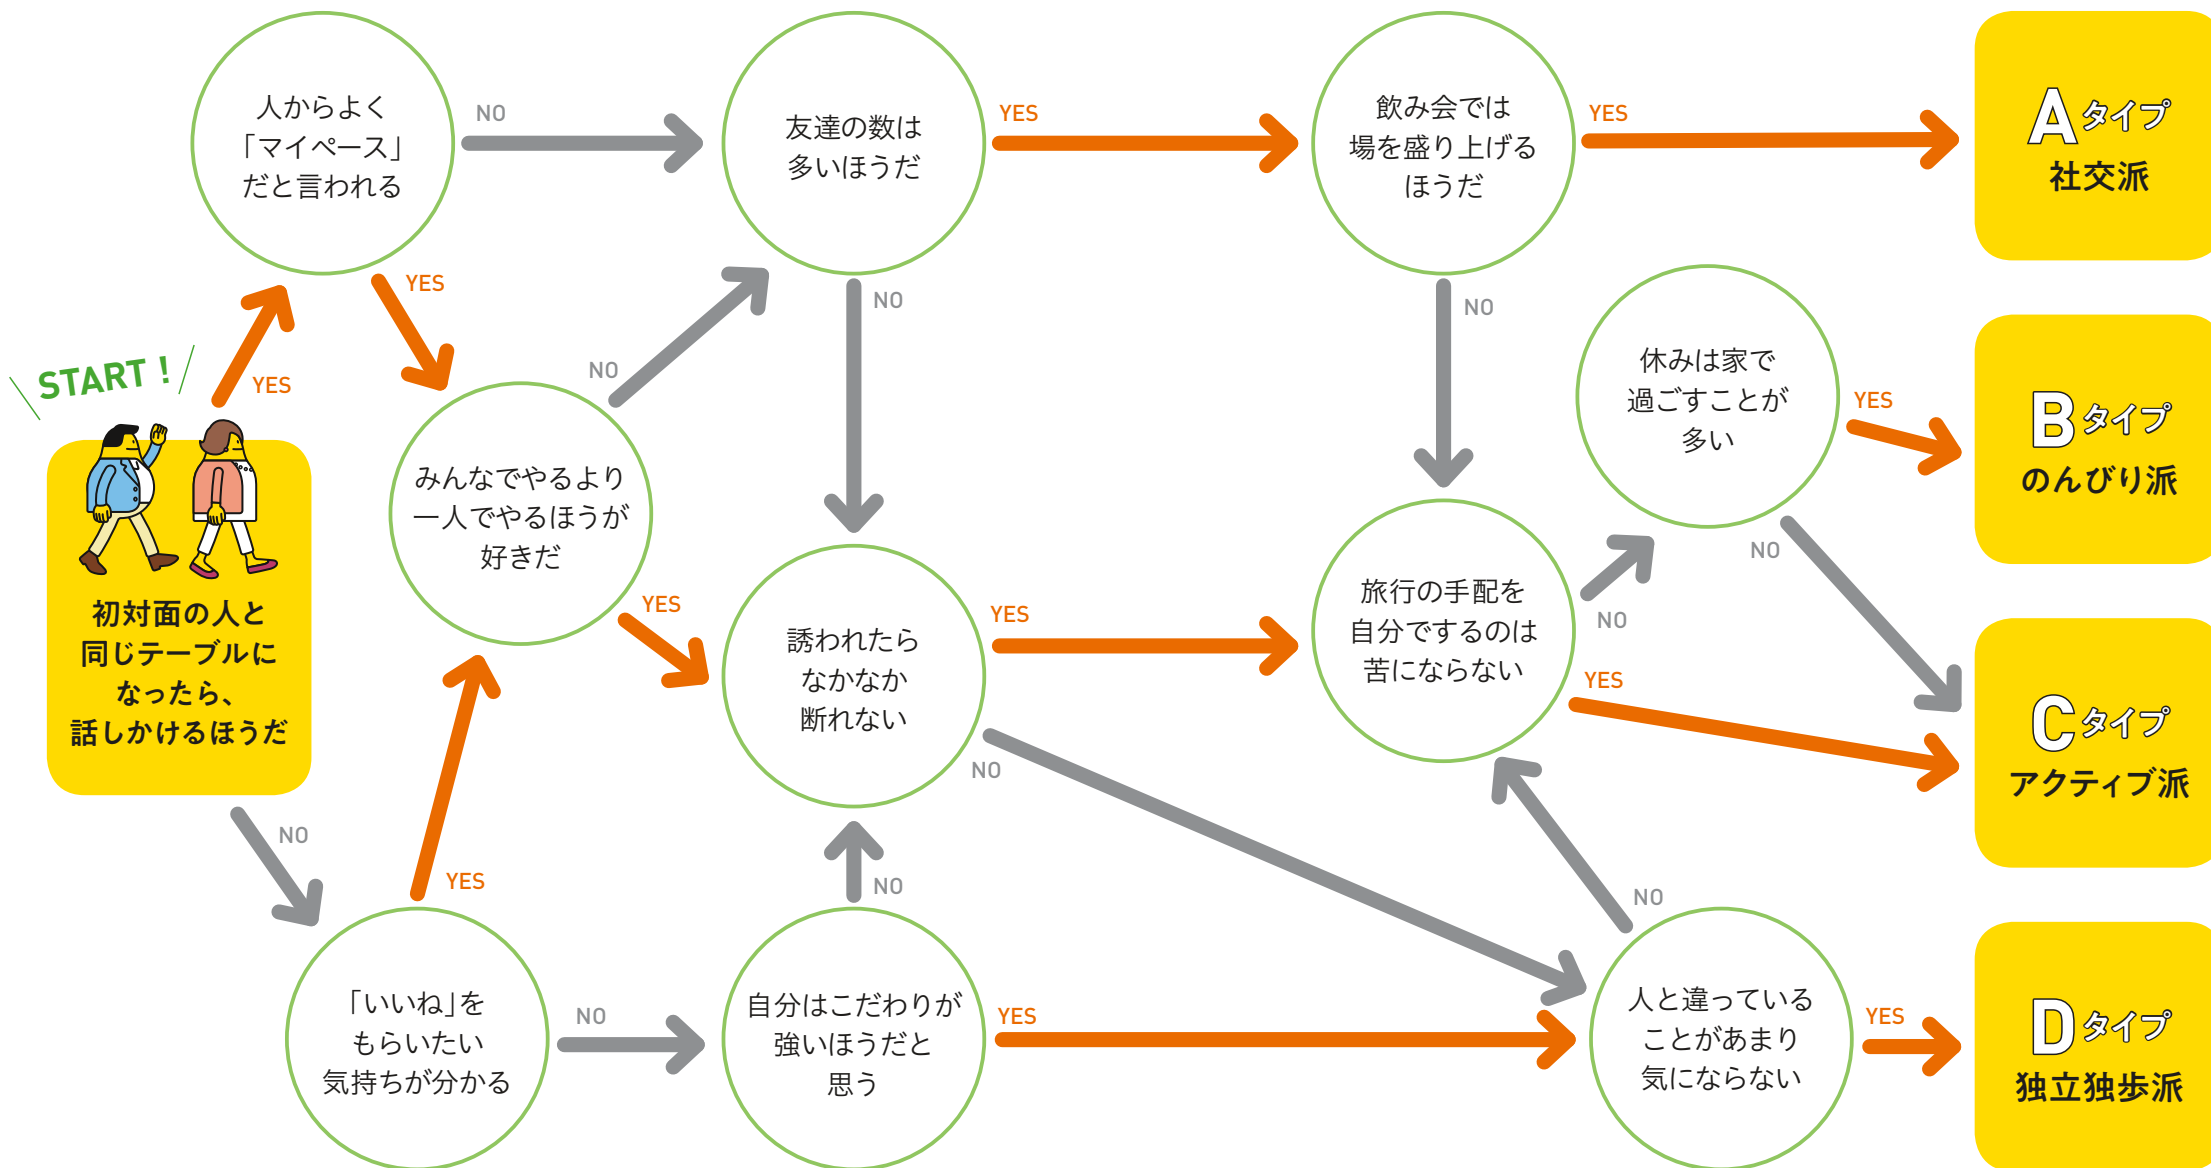 START！
初対面の人と
同じテーブルに
なったら、
話しかけるほうだ
YES
NO
人からよく
「マイペース」
だと言われる
NO
YES
「いいね」を
もらいたい
気持ちが分かる
YES
NO
みんなでやるより
一人でやるほうが
好きだ
NO
YES
友達の数は
多いほうだ
YES
NO
誘われたら
なかなか
断れない
YES
NO
自分はこだわりが
強いほうだと
思う
NO
YES
飲み会では
場を盛り上げる
ほうだ
YES
NO
旅行の手配を
自分でするのは
苦にならない
NO
YES
休みは家で
過ごすことが
多い
YES
NO
人と違っている
ことがあまり
気にならない
NO
YES
Aタイプ
社交派
Bタイプ
のんびり派
Cタイプ
アクティブ派
Dタイプ
独立独歩派